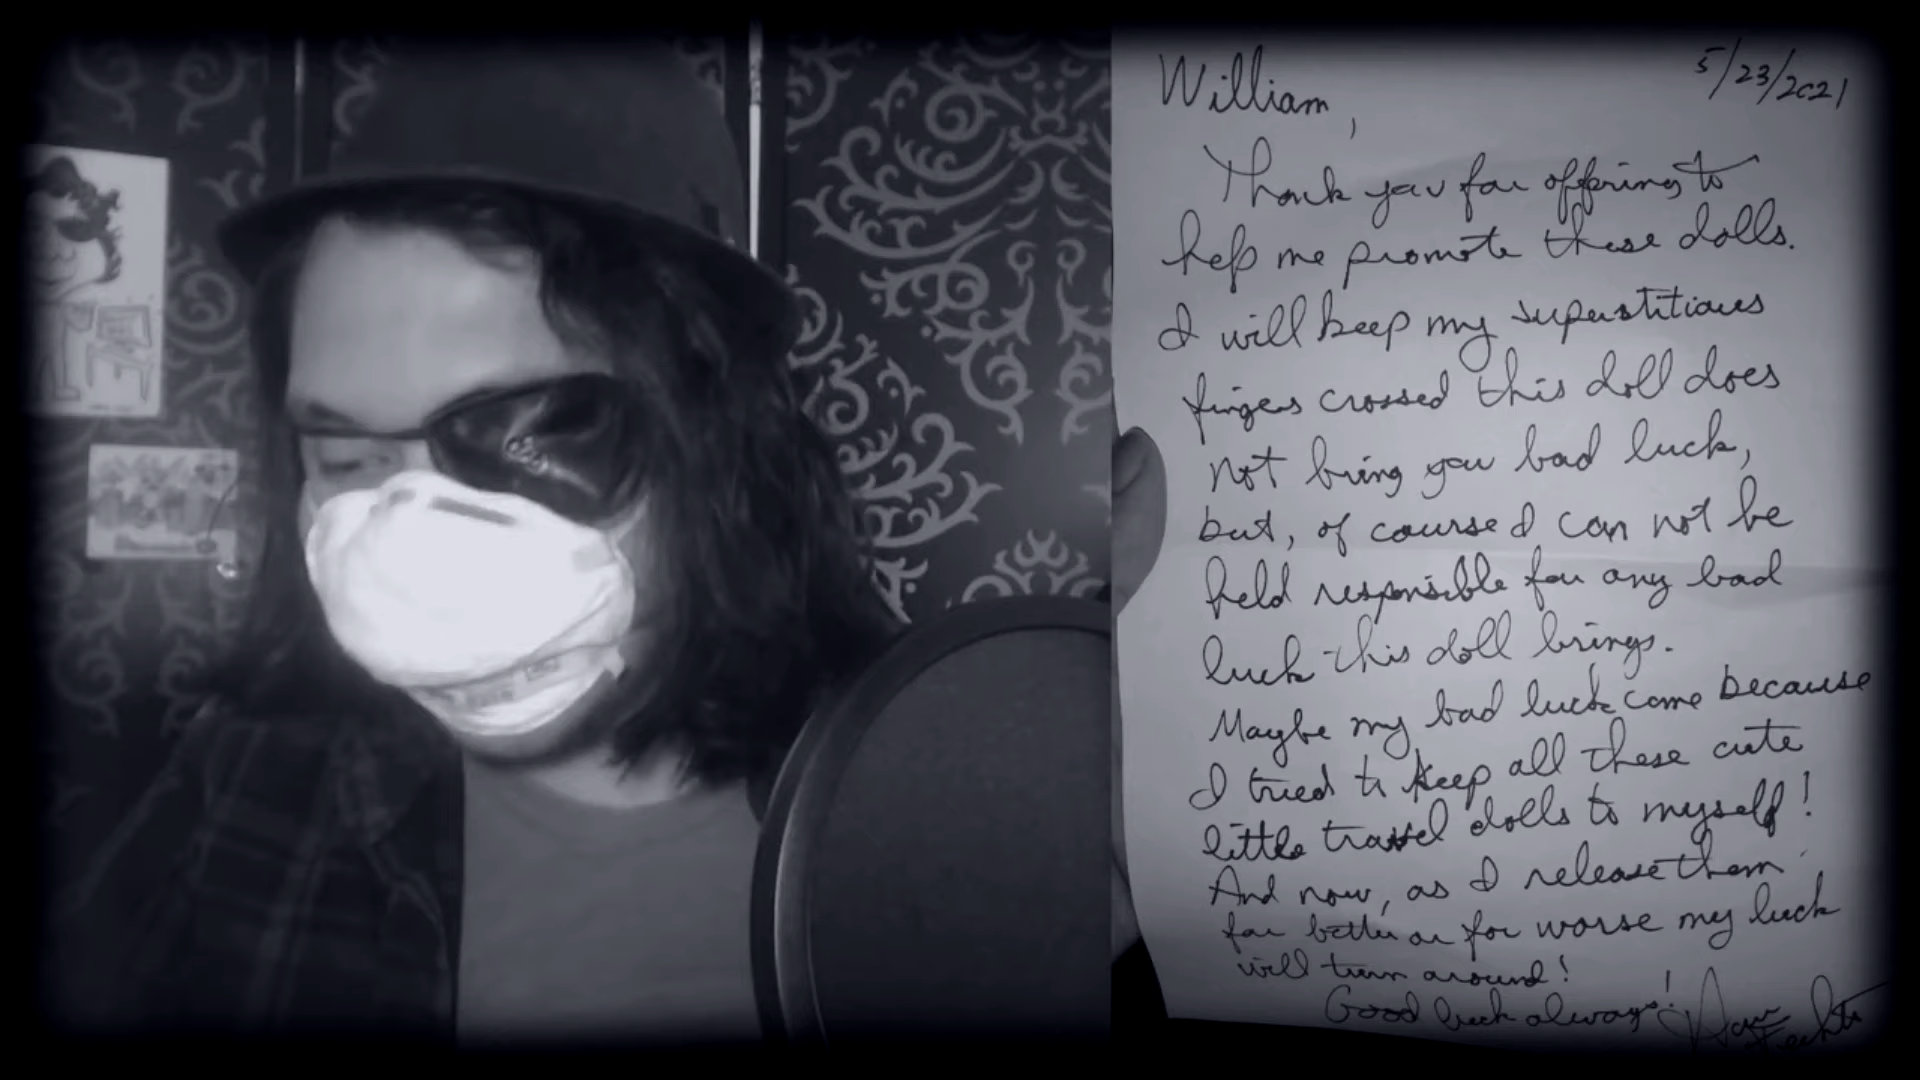 5/23/2021
William,
Thank you for offering to
help me promote these dolls.
I will keep my superstitious
fingers crossed this doll does
not bring you bad luck,
but, of course I can not be
held responsible for any bad
luck this doll brings.
Maybe my bad luck came because
I tried to keep all these cute
little travel dolls to myself!
And now, as I release them
for better or for worse my luck
will turn around!
Good luck always!